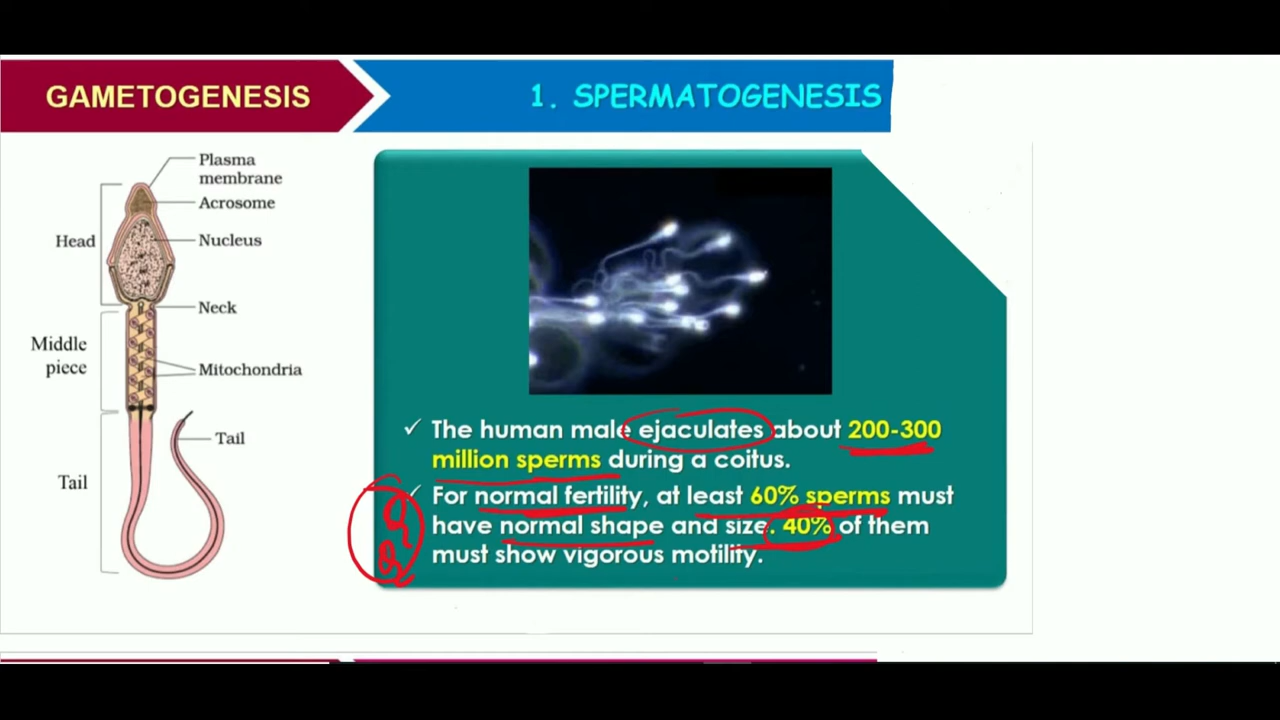 GAMETOGENESIS
1. SPERMATOGENESIS
Plasma
membrane
Acrosome
Head
Nucleus
Neck
Middle
piece
Mitochondria
Tail
Tail
✓ The human male ejaculates about 200-300
million sperms during a coitus.
✓ For normal fertility, at least 60% sperms must
have normal shape and size. 40% of them
must show vigorous motility.